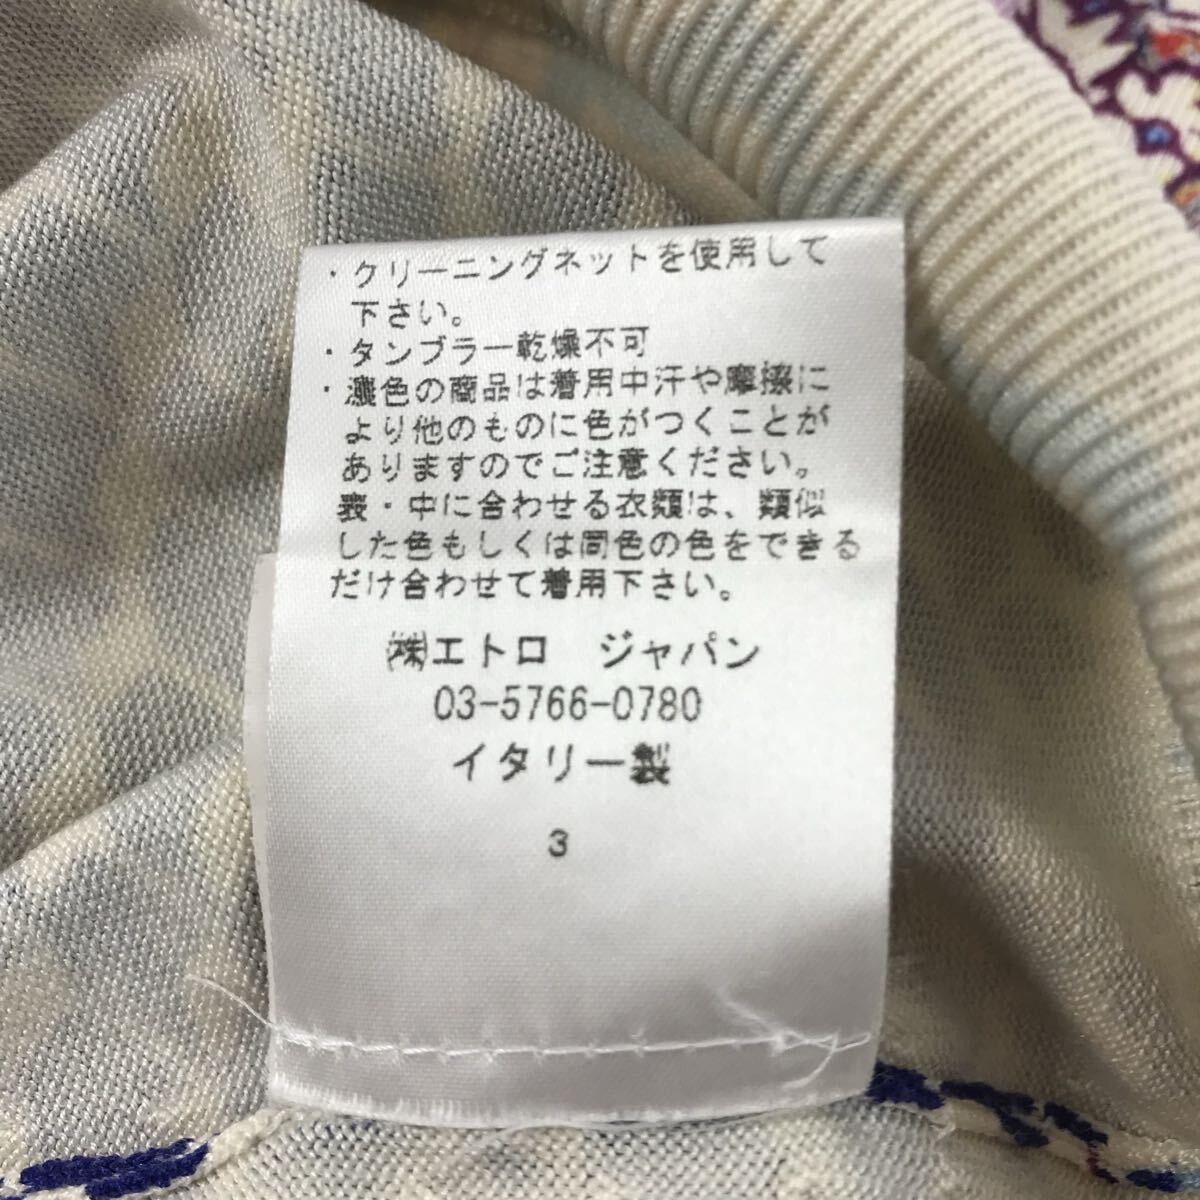 ・クリーニングネットを使用して
下さい。
・タンブラー乾燥不可
・濃色の商品は着用中汗や摩擦に
より他のものに色がつくことが
ありますのでご注意ください。
表・中に合わせる衣類は、類似
した色もしくは同色の色をできる
だけ合わせて着用下さい。
㈱エトロ ジャパン
03-5766-0780
イタリー製
3